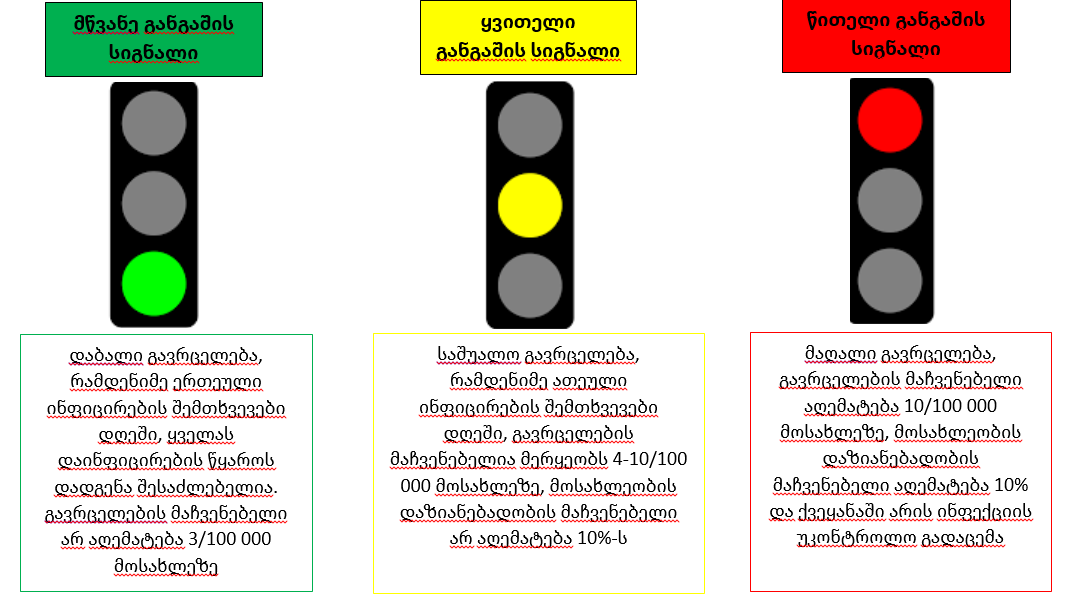 მწვანე განგაშის
სიგნალი
დაბალი გავრცელება,
რამდენიმე ერთეული
ინფიცირების შემთხვევები
დღეში, ყველას
დაინფიცირების წყაროს
დადგენა შესაძლებელია.
გავრცელების მაჩვენებელი
არ აღემატება 3/100 000
მოსახლეზე
ყვითელი
განგაშის სიგნალი
საშუალო გავრცელება,
რამდენიმე ათეული
ინფიცირების შემთხვევები
დღეში, გავრცელების
მაჩვენებელია მერყეობს 4-10/100
000 მოსახლეზე, მოსახლეობის
დაზიანებადობის მაჩვენებელი
არ აღემატება 10%-ს
წითელი განგაშის
სიგნალი
მაღალი გავრცელება,
გავრცელების მაჩვენებელი
აღემატება 10/100 000
მოსახლეზე, მოსახლეობის
დაზიანებადობის
მაჩვენებელი აღემატება 10%
და ქვეყანაში არის ინფექციის
უკონტროლო გადაცემა